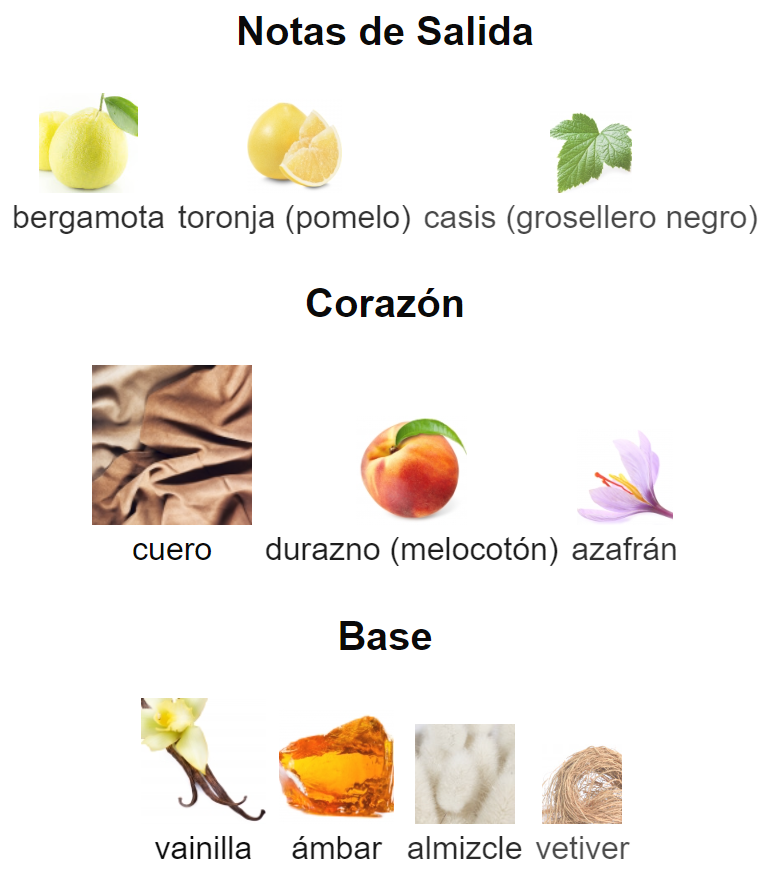 Notas de Salida
bergamota toronja (pomelo) casis (grosellero negro)
Corazón
cuero durazno (melocotón) azafrán
Base
vainilla ámbar almizcle vetiver